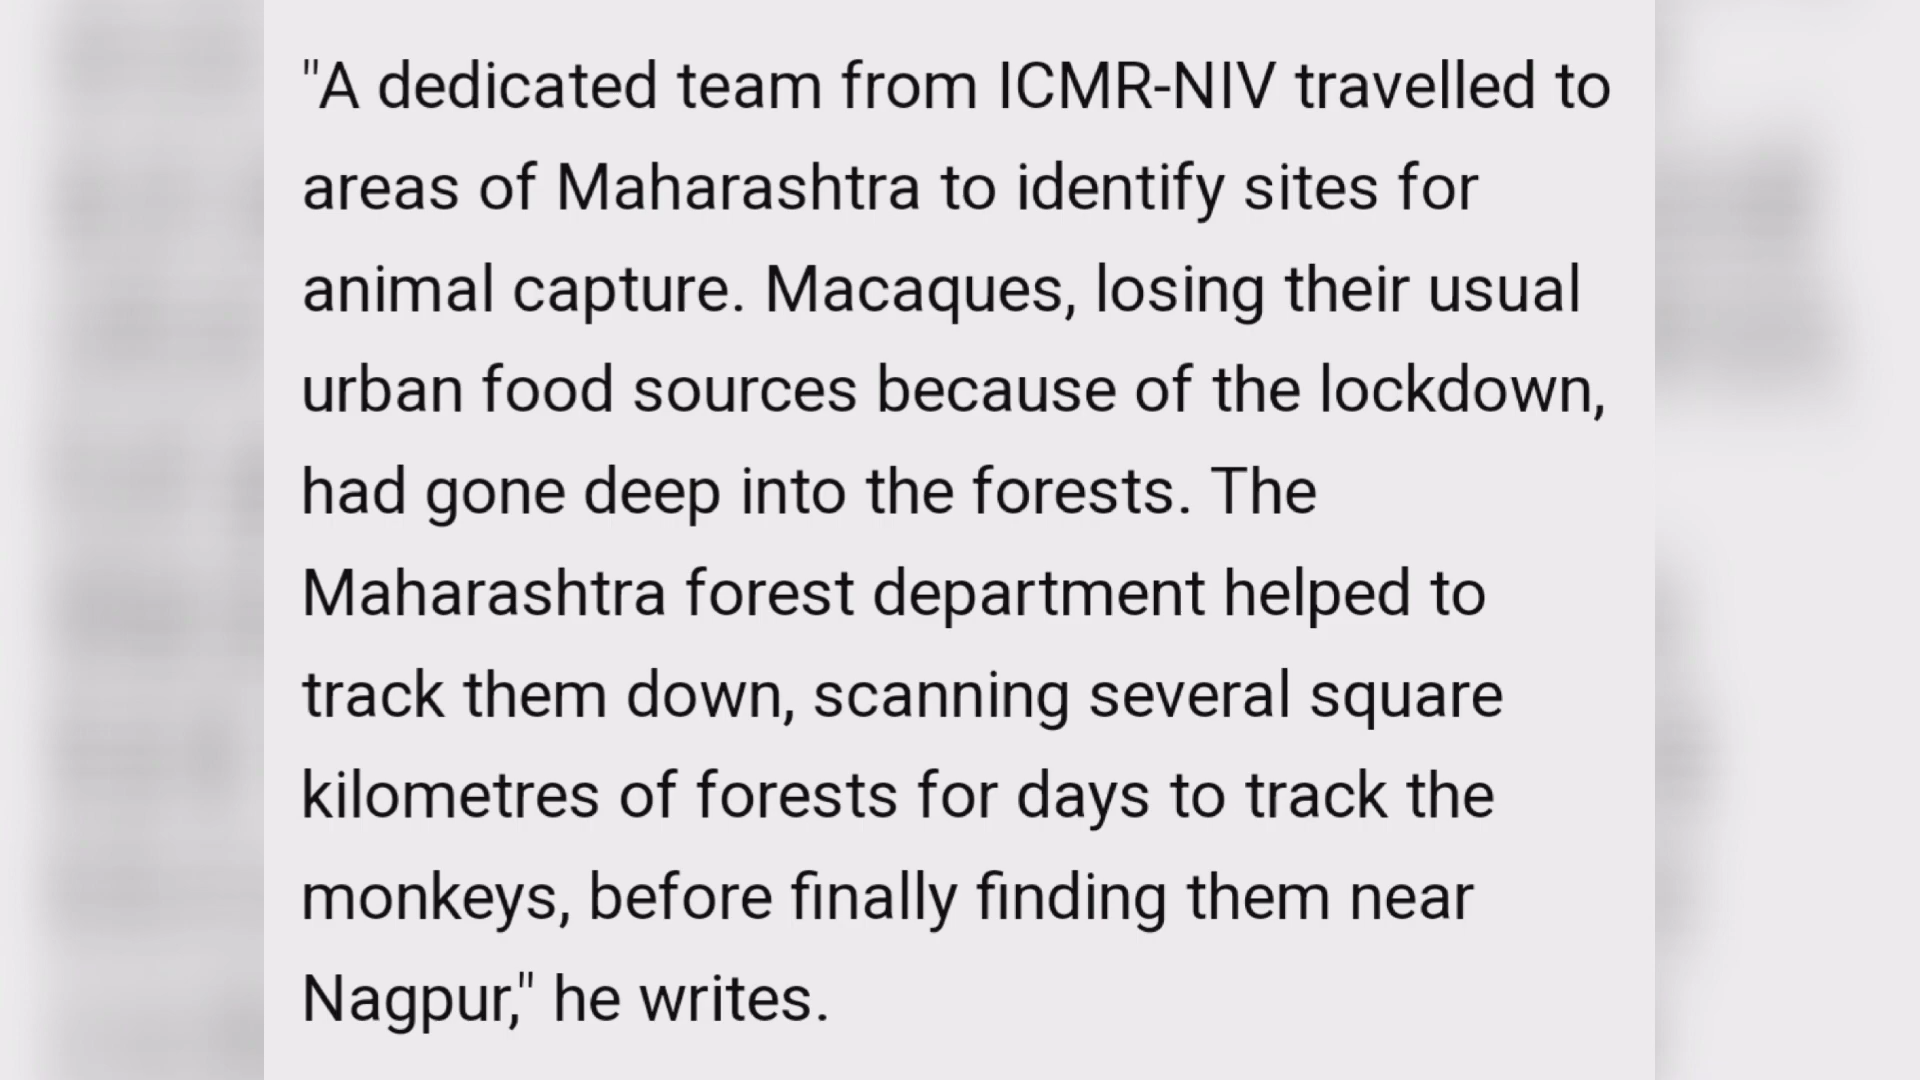 "A dedicated team from ICMR-NIV travelled to
areas of Maharashtra to identify sites for
animal capture. Macaques, losing their usual
urban food sources because of the lockdown,
had gone deep into the forests. The
Maharashtra forest department helped to
track them down, scanning several square
kilometres of forests for days to track the
monkeys, before finally finding them near
Nagpur," he writes.